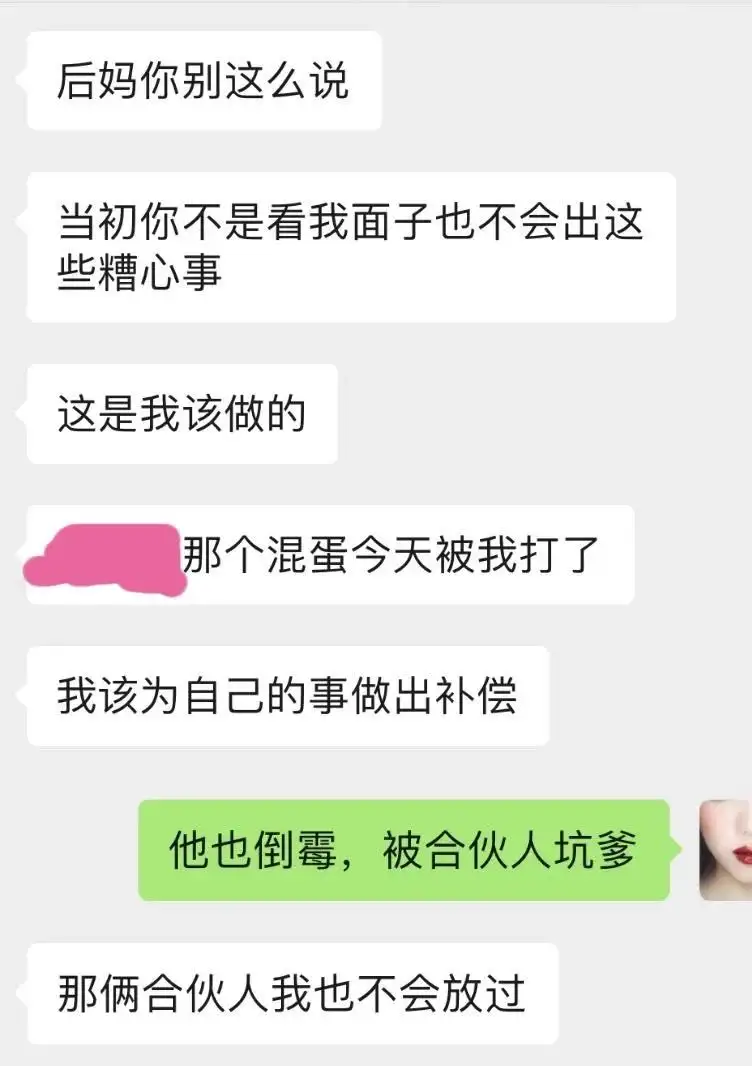 后妈你别这么说
当初你不是看我面子也不会出这
些糟心事
这是我该做的
那个混蛋今天被我打了
我该为自己的事做出补偿
他也倒霉，被合伙人坑爹
那俩合伙人我也不会放过